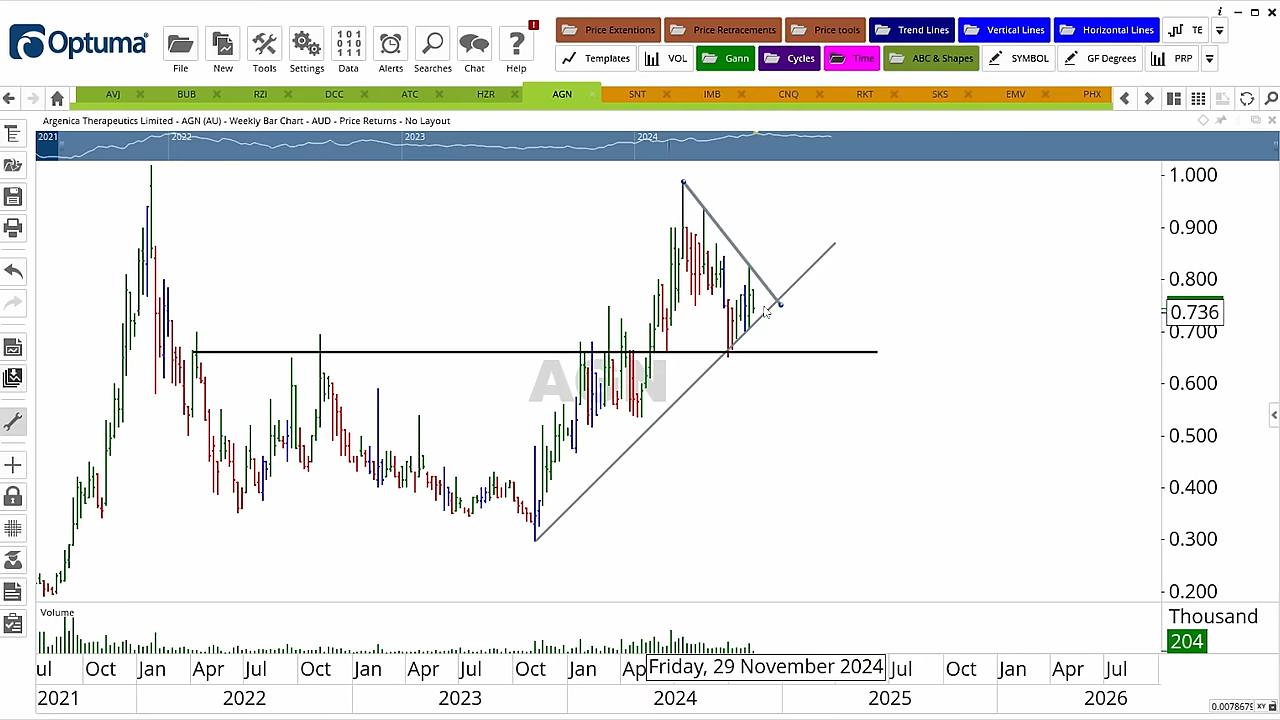 Optuma
File
New
Tools
Settings
Data
Alerts
Searches
Chat
Help
Price Extentions
Price Retracements
Price tools
Trend Lines
Vertical Lines
Horizontal Lines
TE
Templates
VOL
Gann
Cycles
Time
ABC & Shapes
SYMBOL
GF Degrees
PRP
AVJ
BUB
RZI
DCC
ATC
HZR
AGN
SNT
IMB
CNQ
RKT
SKS
EMV
PHX
Argenica Therapeutics Limited - AGN (AU) - Weekly Bar Chart - AUD - Price Returns - No Layout
2021
2022
2023
2024
1.000
0.900
0.800
0.736
0.700
0.600
0.500
0.400
0.300
0.200
AGN
Volume
Thousand
204
ul Oct Jan Apr Jul Oct Jan Apr Jul Oct Jan Ap Friday, 29 November 2024 Jul Oct Jan Apr Jul
2021 2022 2023 2024 2025 2026
0.0078679 XY